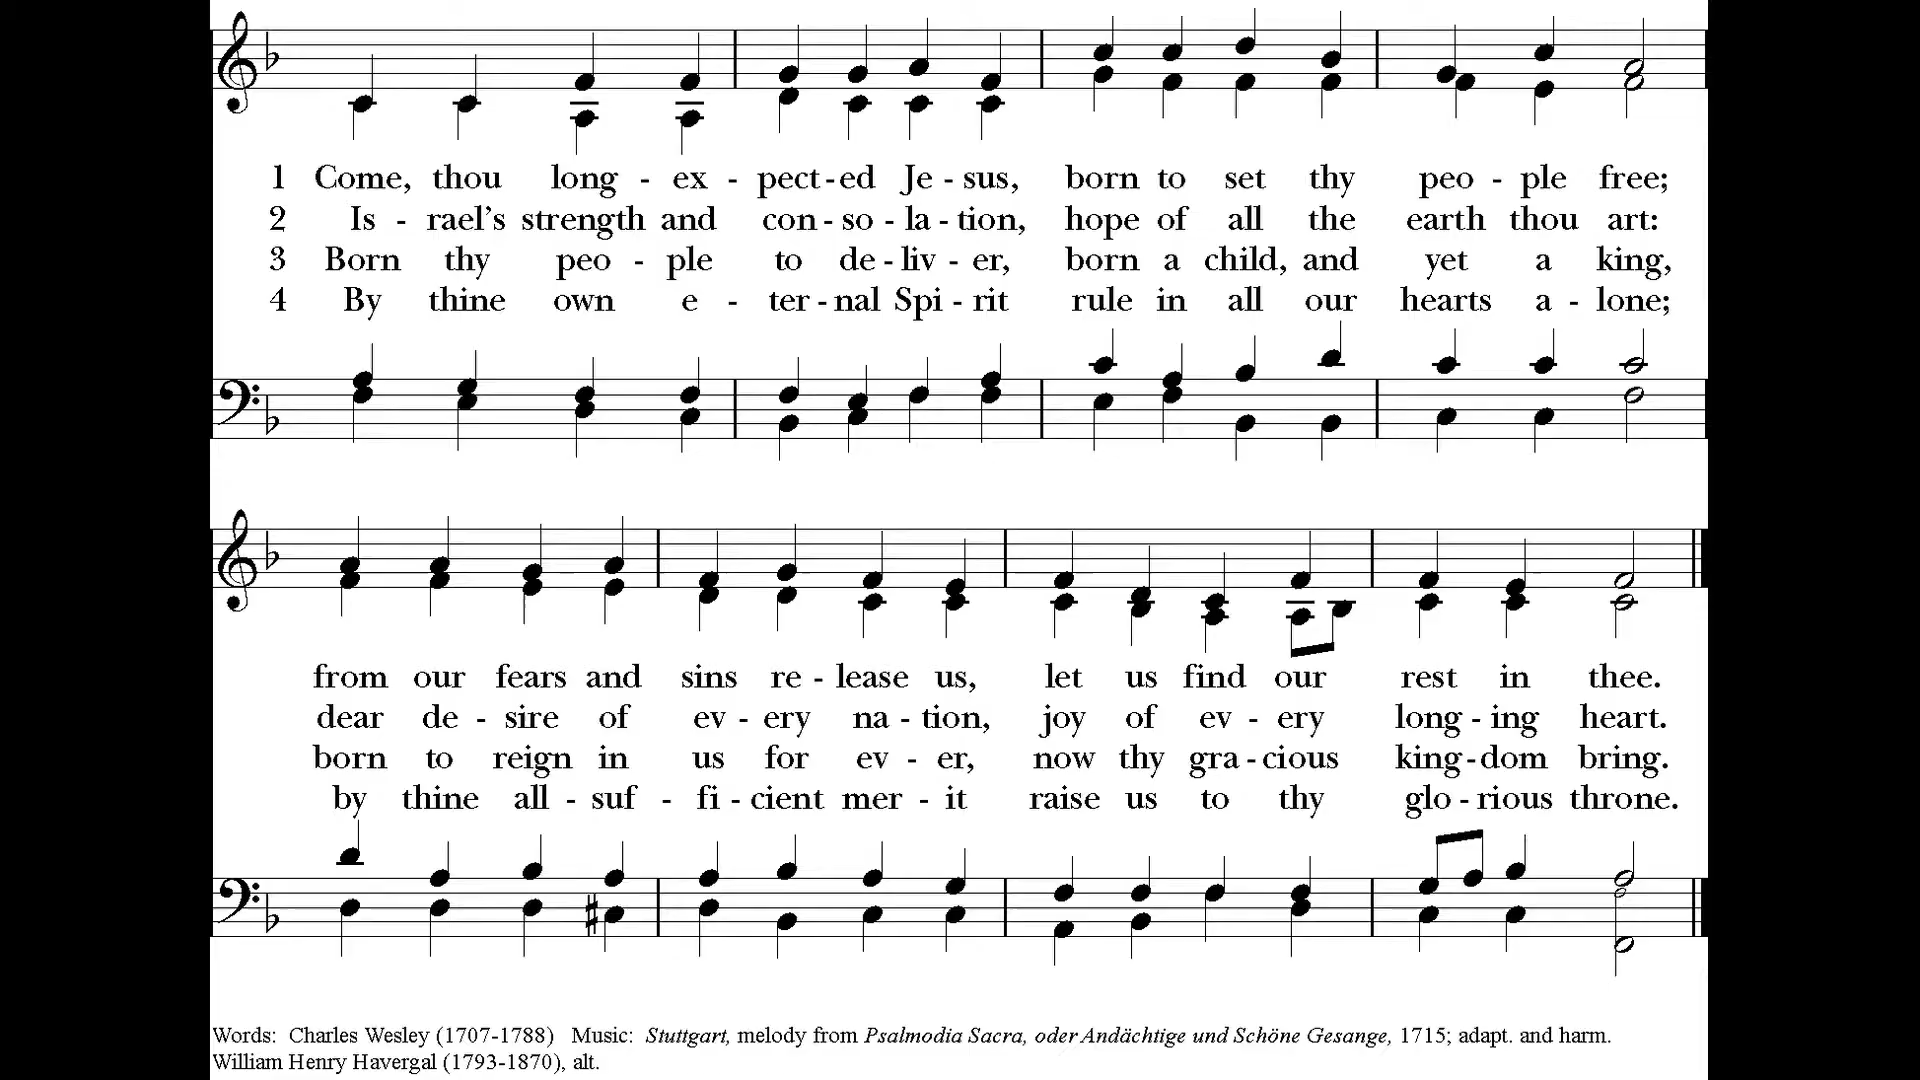 1 Come, thou long - ex - pect - ed Je - sus, born to set thy peo - ple free;
2 Is - rael's strength and con - so - la - tion, hope of all the earth thou art:
3 Born thy peo - ple to de - liv - er, born a child, and yet a king,
4 By thine own e - ter - nal Spi - rit rule in all our hearts a - lone;
from our fears and sins re - lease us, let us find our rest in thee.
dear de - sire of ev - ery na - tion, joy of ev - ery long - ing heart.
born to reign in us for ev - er, now thy gra - cious king - dom bring.
by thine all - suf - fi - cient mer - it raise us to thy glo - rious throne.
Words: Charles Wesley (1707-1788) Music: Stuttgart, melody from Psalmodia Sacra, oder Andächtige und Schöne Gesange, 1715; adapt. and harm.
William Henry Havergal (1793-1870), alt.